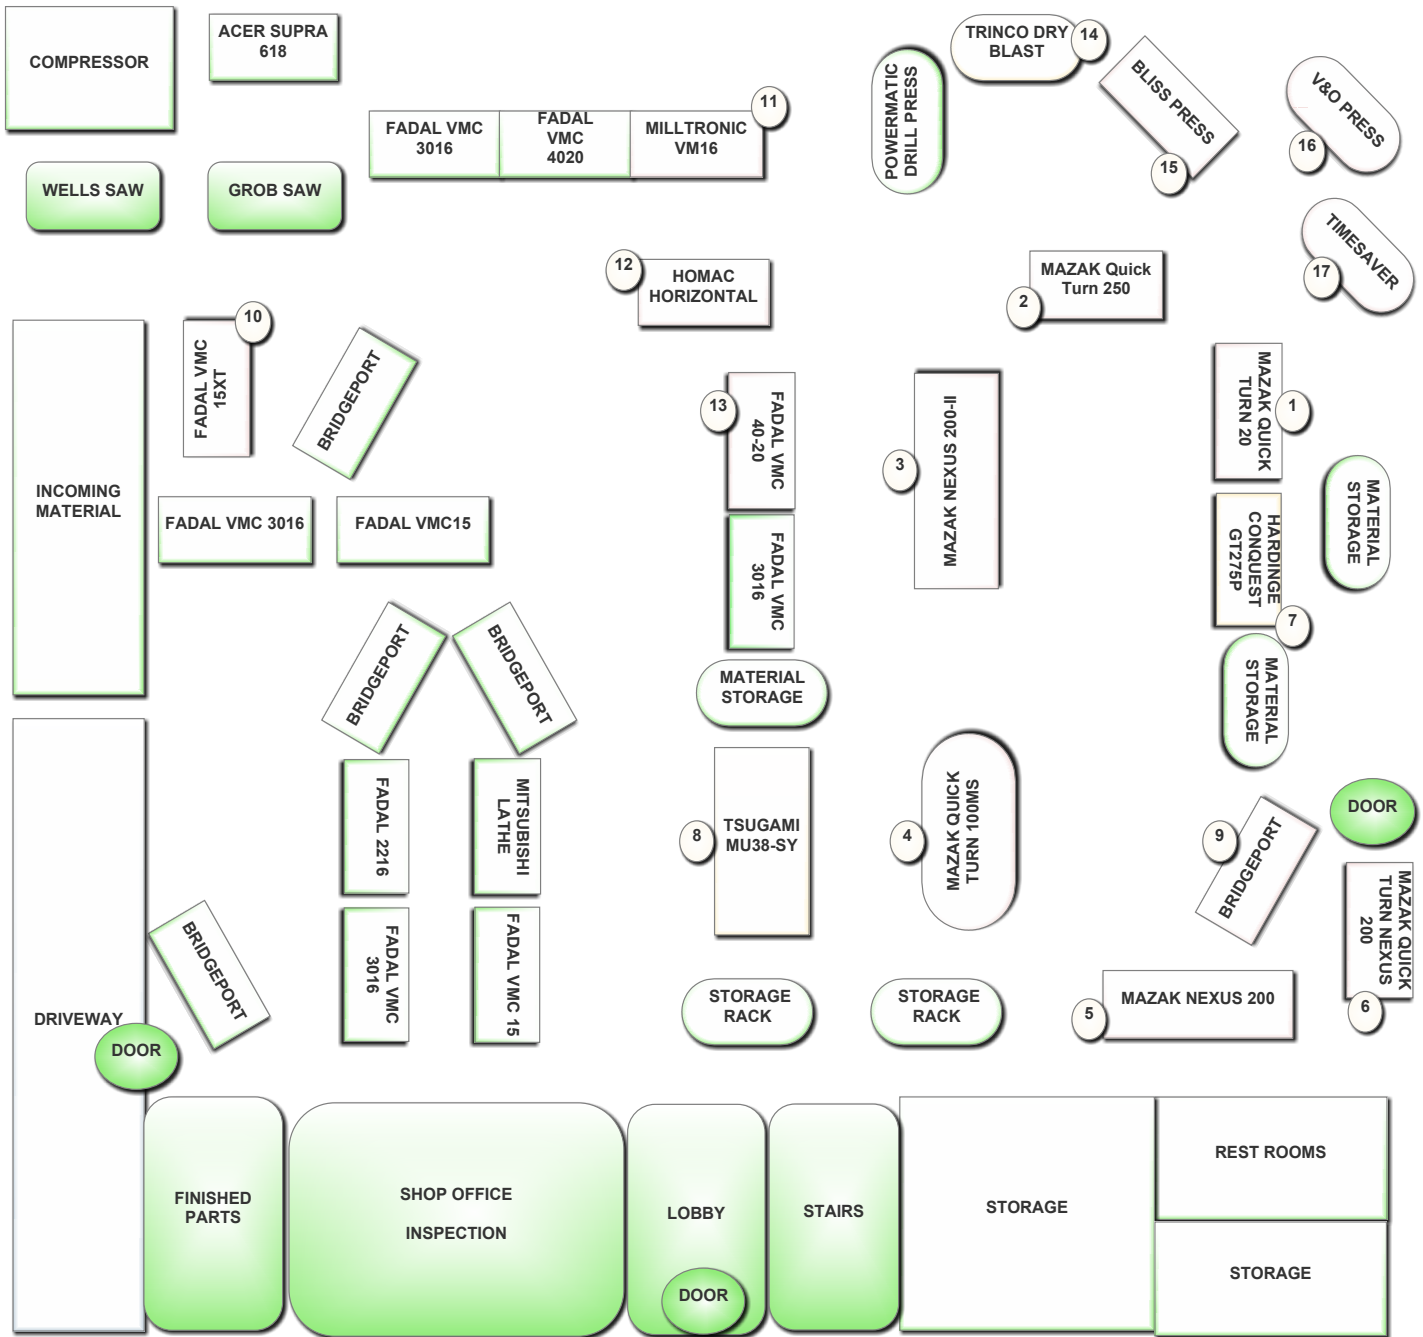 COMPRESSOR
ACER SUPRA
618
TRINCO DRY
BLAST
14
POWERMATIC
DRILL PRESS
BLISS PRESS
15
V&O PRESS
16
FADAL VMC
3016
FADAL
VMC
4020
MILLTRONIC
VM16
11
WELLS SAW
GROB SAW
TIMESAVER
17
12
HOMAC
HORIZONTAL
MAZAK Quick
Turn 250
2
INCOMING
MATERIAL
FADAL VMC
15XT
10
BRIDGEPORT
13
FADAL VMC
40-20
3
MAZAK NEXUS 200-II
MAZAK QUICK
TURN 20
1
FADAL VMC 3016
FADAL VMC15
FADAL VMC
3016
HARDINGE
CONQUEST
GT275P
7
MATERIAL
STORAGE
BRIDGEPORT
BRIDGEPORT
MATERIAL
STORAGE
MATERIAL
STORAGE
FADAL 2216
MITSUBISHI
LATHE
8
TSUGAMI
MU38-SY
4
MAZAK QUICK
TURN 100MS
9
BRIDGEPORT
DOOR
MAZAK QUICK
TURN NEXUS
200
6
DRIVEWAY
DOOR
BRIDGEPORT
FADAL VMC
3016
FADAL VMC 15
STORAGE
RACK
STORAGE
RACK
5
MAZAK NEXUS 200
FINISHED
PARTS
SHOP OFFICE
INSPECTION
LOBBY
DOOR
STAIRS
STORAGE
REST ROOMS
STORAGE